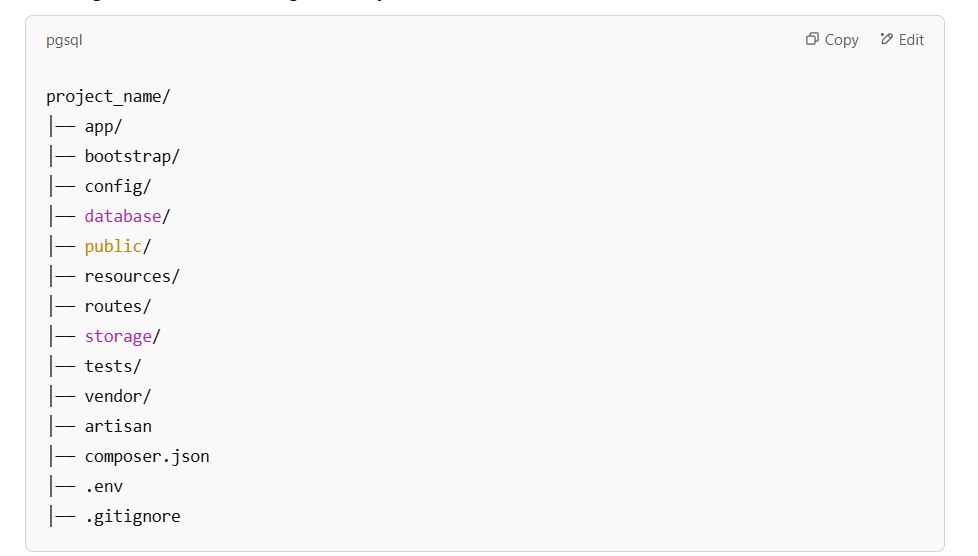 pgsql
Copy Edit
project_name/
│── app/
│── bootstrap/
│── config/
│── database/
│── public/
│── resources/
│── routes/
│── storage/
│── tests/
│── vendor/
│── artisan
│── composer.json
│── .env
│── .gitignore